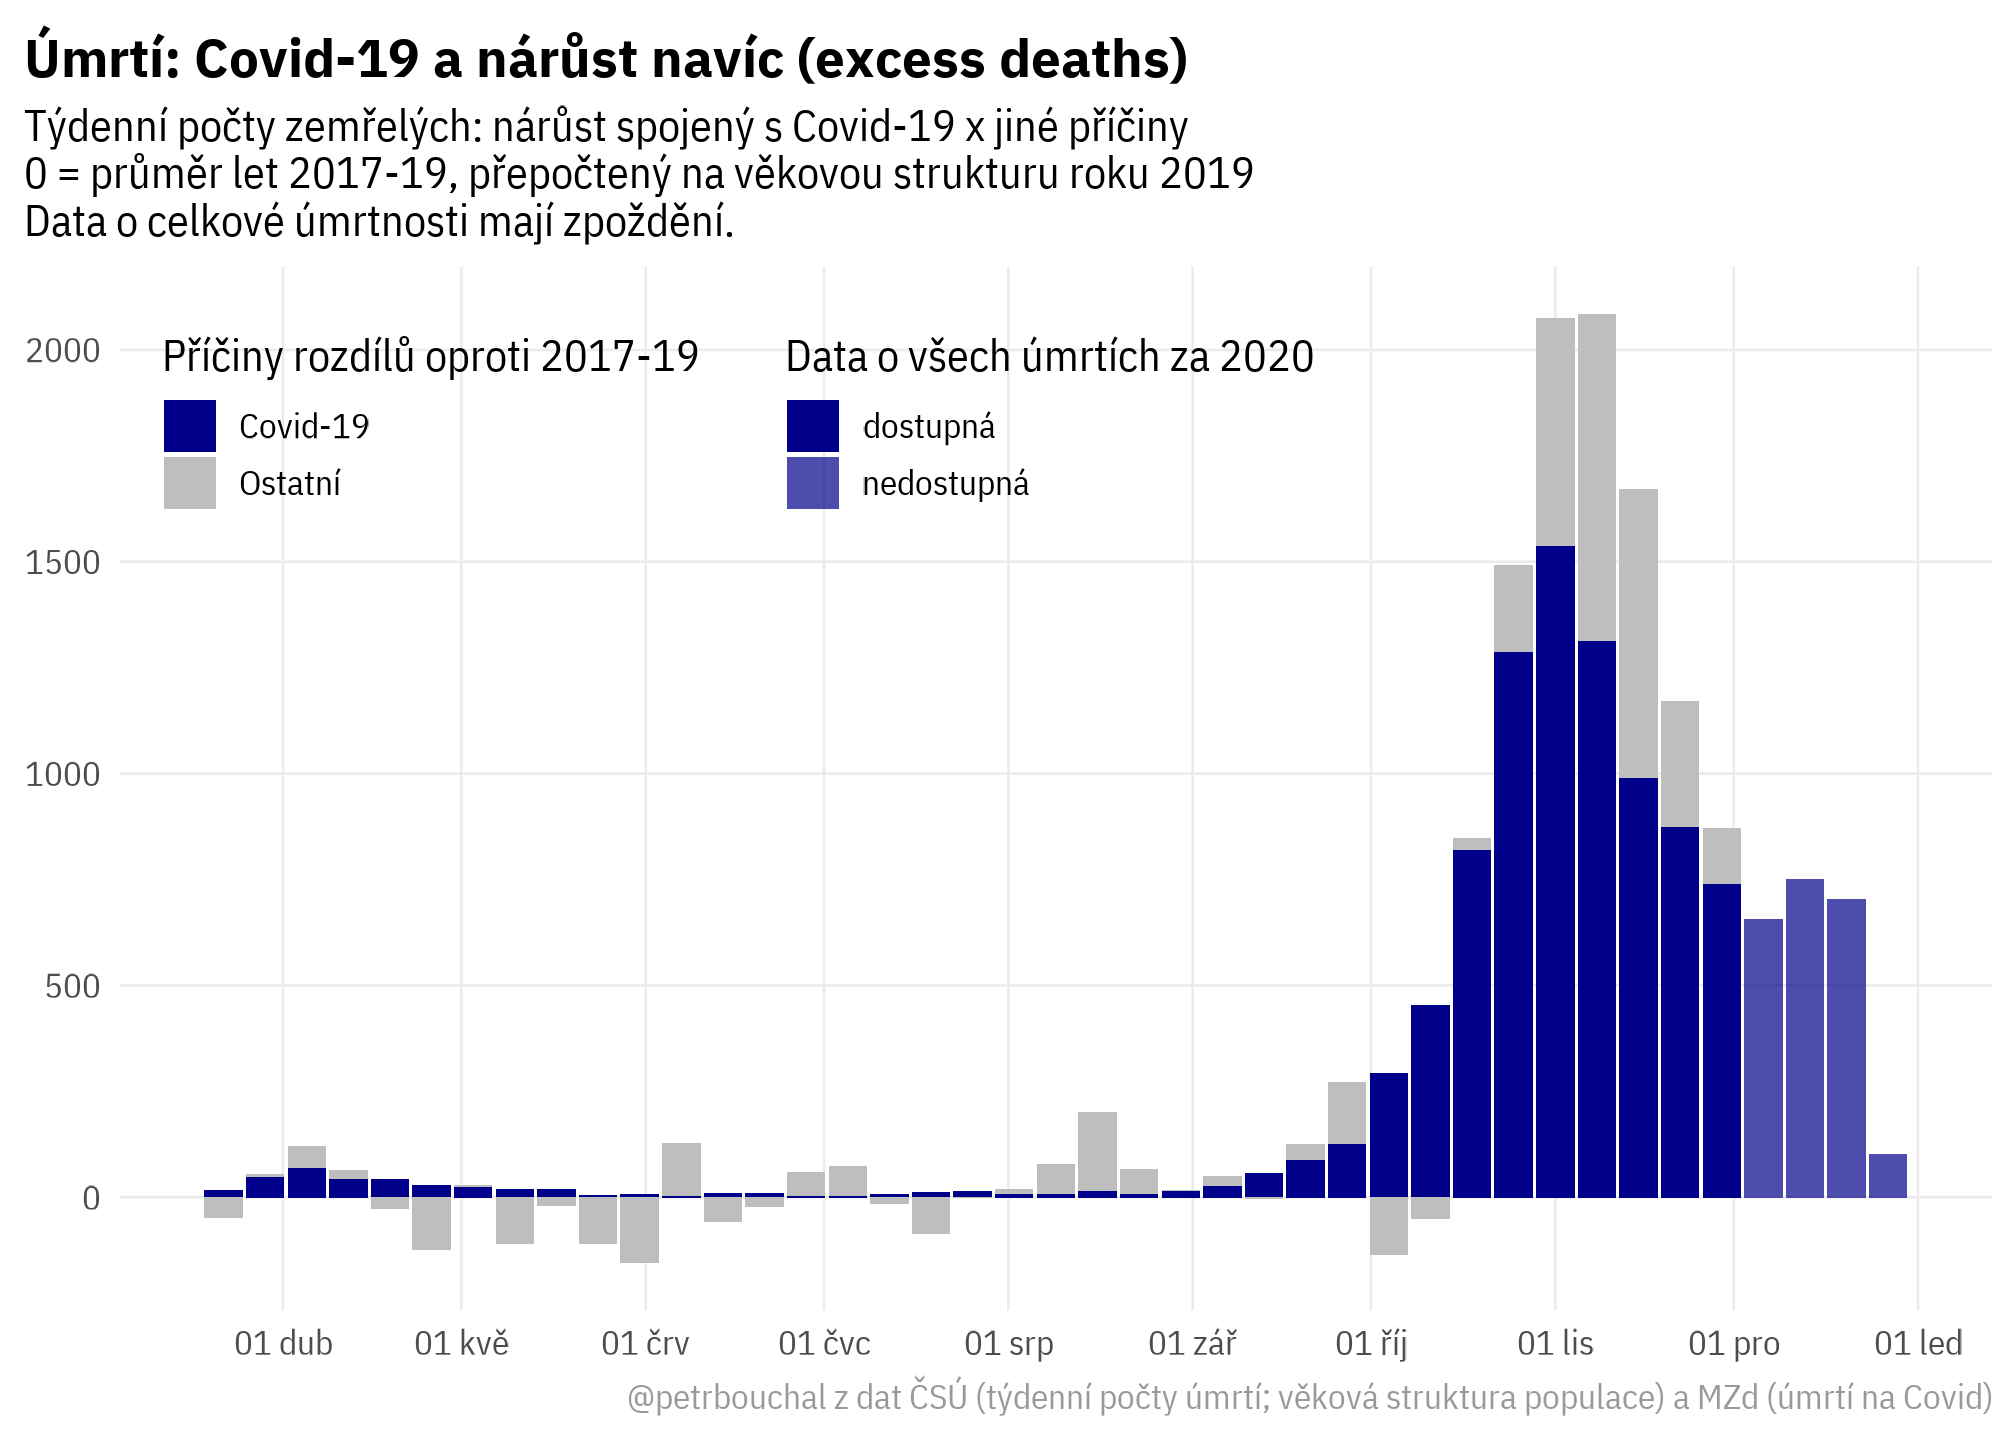 Úmrtí: Covid-19 a nárůst navíc (excess deaths)
Týdenní počty zemřelých: nárůst spojený s Covid-19 x jiné příčiny
0 = průměr let 2017-19, přepočtený na věkovou strukturu roku 2019
Data o celkové úmrtnosti mají zpoždění.
Příčiny rozdílů oproti 2017-19
Covid-19
Ostatní
Data o všech úmrtích za 2020
dostupná
nedostupná
2000
1500
1000
500
0
01 dub 01 kvě 01 črv 01 čvc 01 srp 01 zář 01 říj 01 lis 01 pro 01 led
@petrbouchal z dat ČSÚ (týdenní počty úmrtí; věková struktura populace) a MZd (úmrtí na Covid)